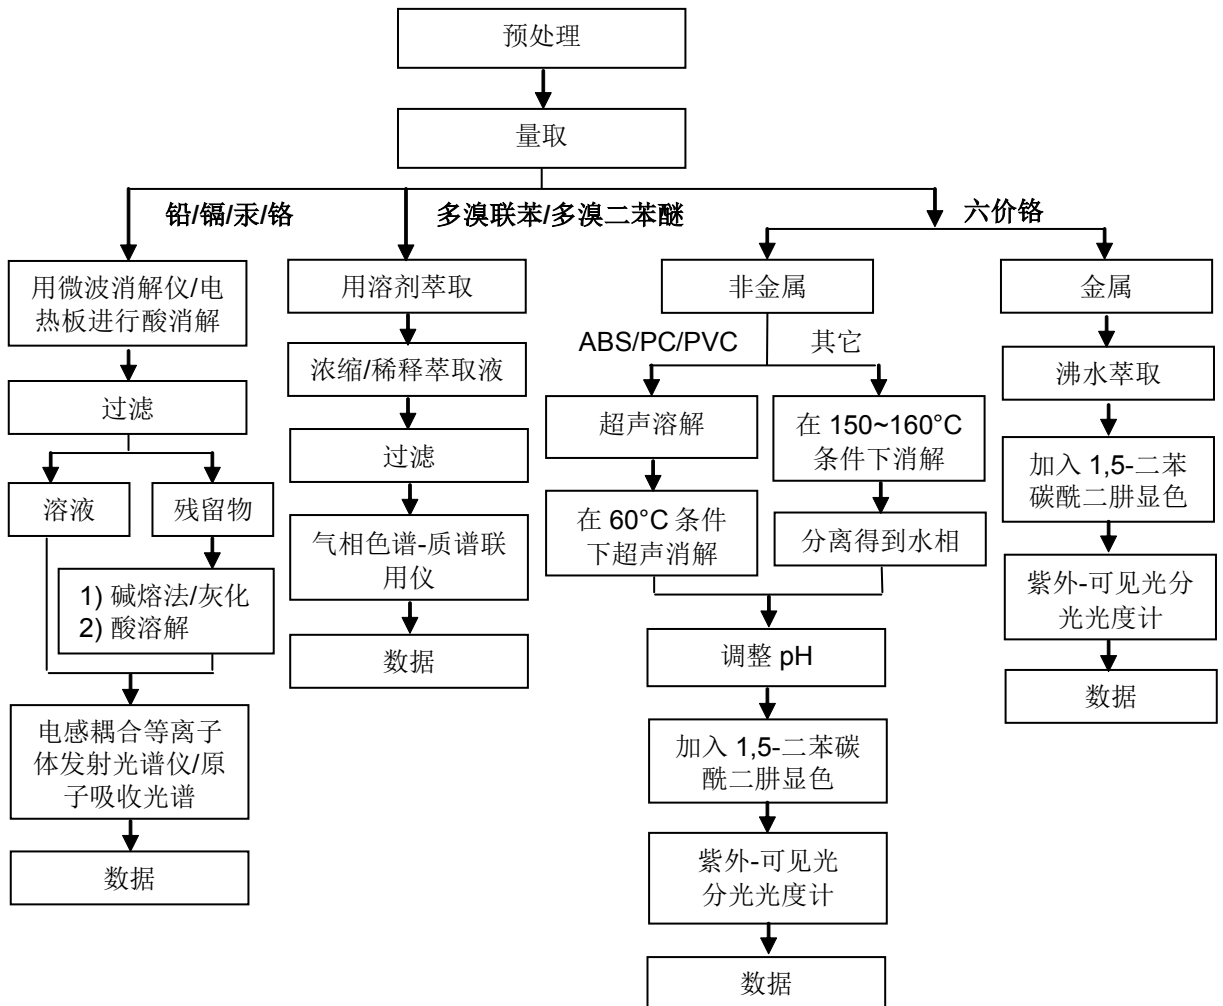 预处理
量取
铅/镉/汞/铬
多溴联苯/多溴二苯醚
六价铬
用微波消解仪/电
热板进行酸消解
过滤
溶液
残留物
1) 碱熔法/灰化
2) 酸溶解
电感耦合等离子
体发射光谱仪/原
子吸收光谱
数据
用溶剂萃取
浓缩/稀释萃取液
过滤
气相色谱-质谱联
用仪
数据
非金属
ABS/PC/PVC
其它
超声溶解
在 60°C 条件
下超声消解
在 150~160°C
条件下消解
分离得到水相
调整 pH
加入 1,5-二苯碳
酰二肼显色
紫外-可见光
分光光度计
数据
金属
沸水萃取
加入 1,5-二苯
碳酰二肼显色
紫外-可见光分
光光度计
数据